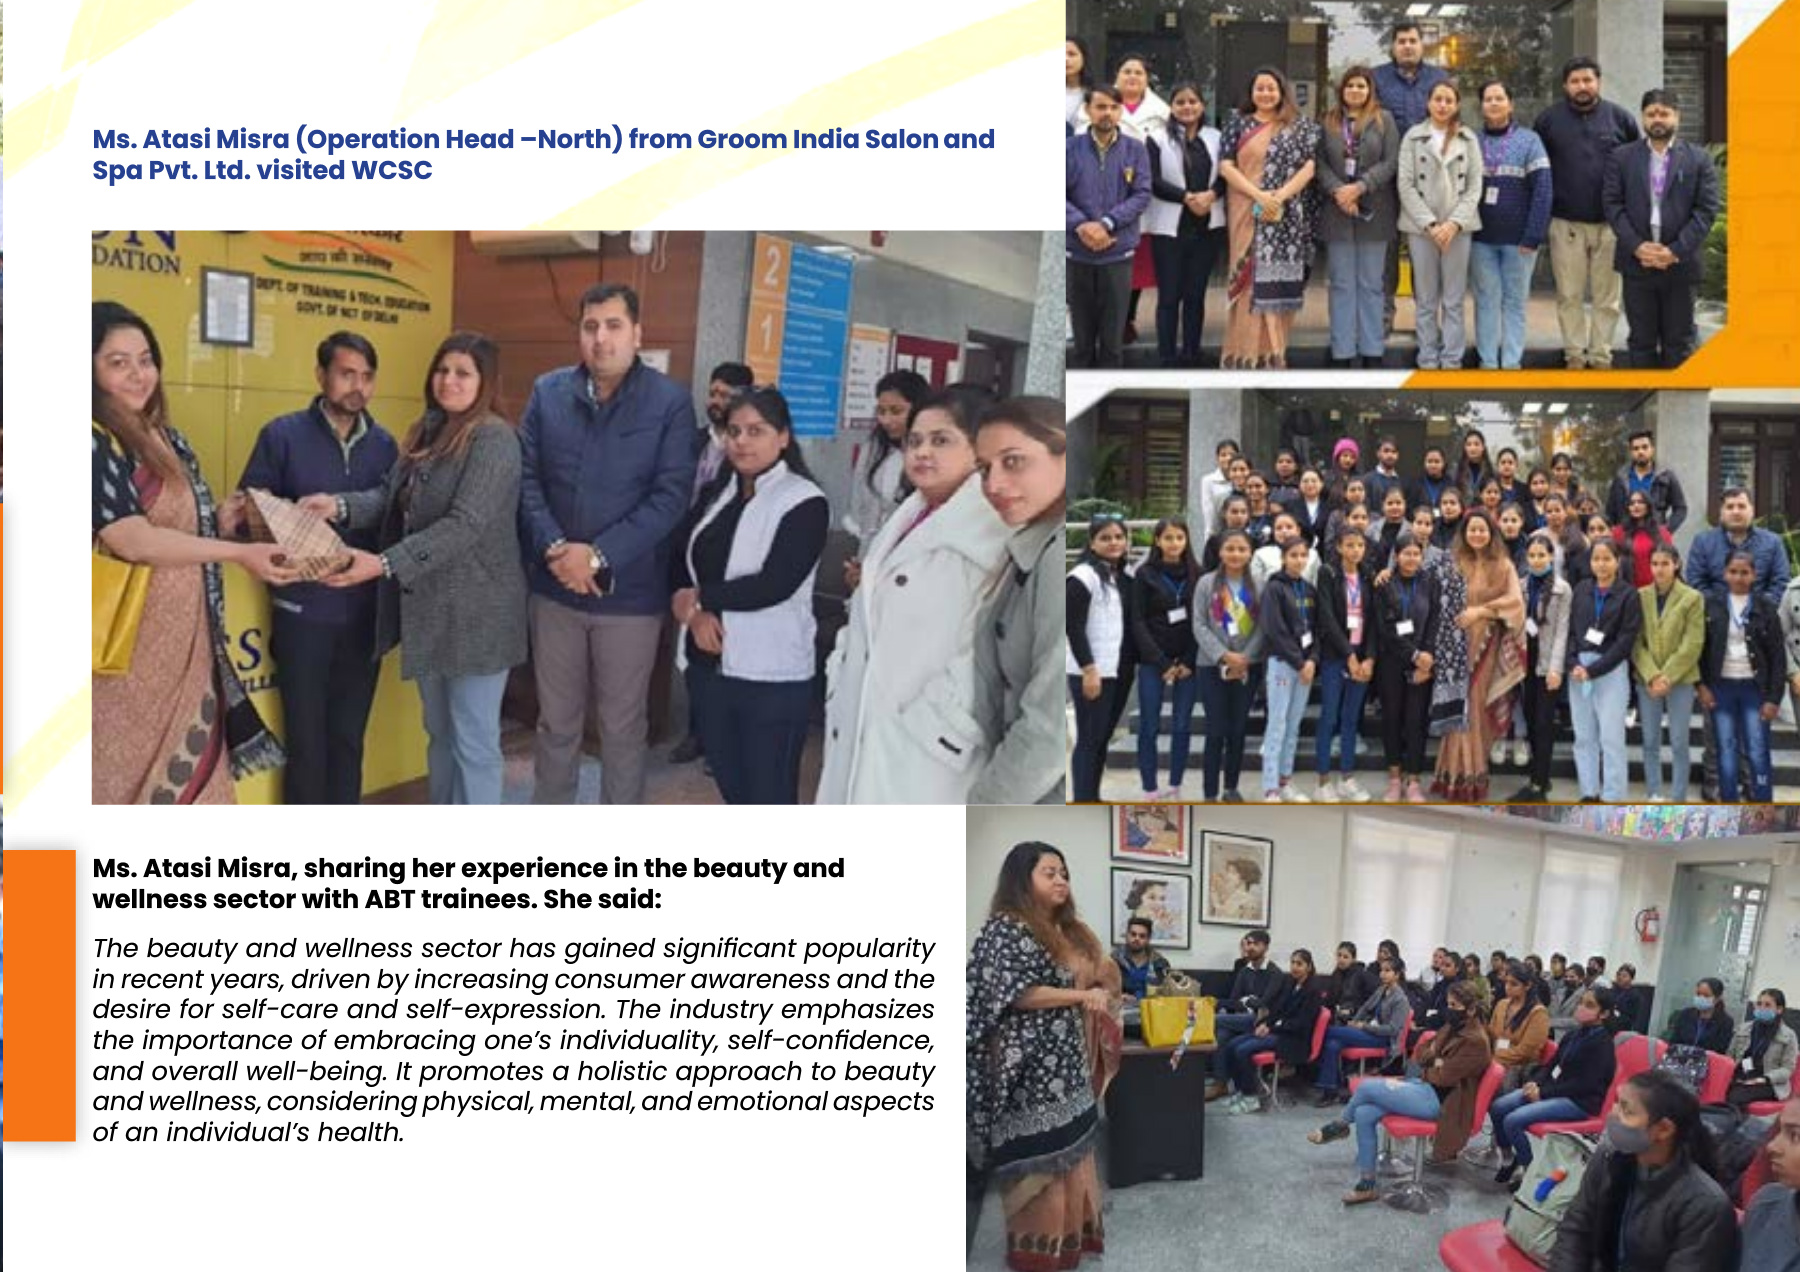 Ms. Atasi Misra (Operation Head –North) from Groom India Salon and
Spa Pvt. Ltd. visited WCSC
DATION
आप की सरकार
DEPT. OF TRAINING & TECH. EDUCATION
GOVT. OF NCT OF DELHI
2
1
Ms. Atasi Misra, sharing her experience in the beauty and
wellness sector with ABT trainees. She said:
The beauty and wellness sector has gained significant popularity
in recent years, driven by increasing consumer awareness and the
desire for self-care and self-expression. The industry emphasizes
the importance of embracing one’s individuality, self-confidence,
and overall well-being. It promotes a holistic approach to beauty
and wellness, considering physical, mental, and emotional aspects
of an individual’s health.